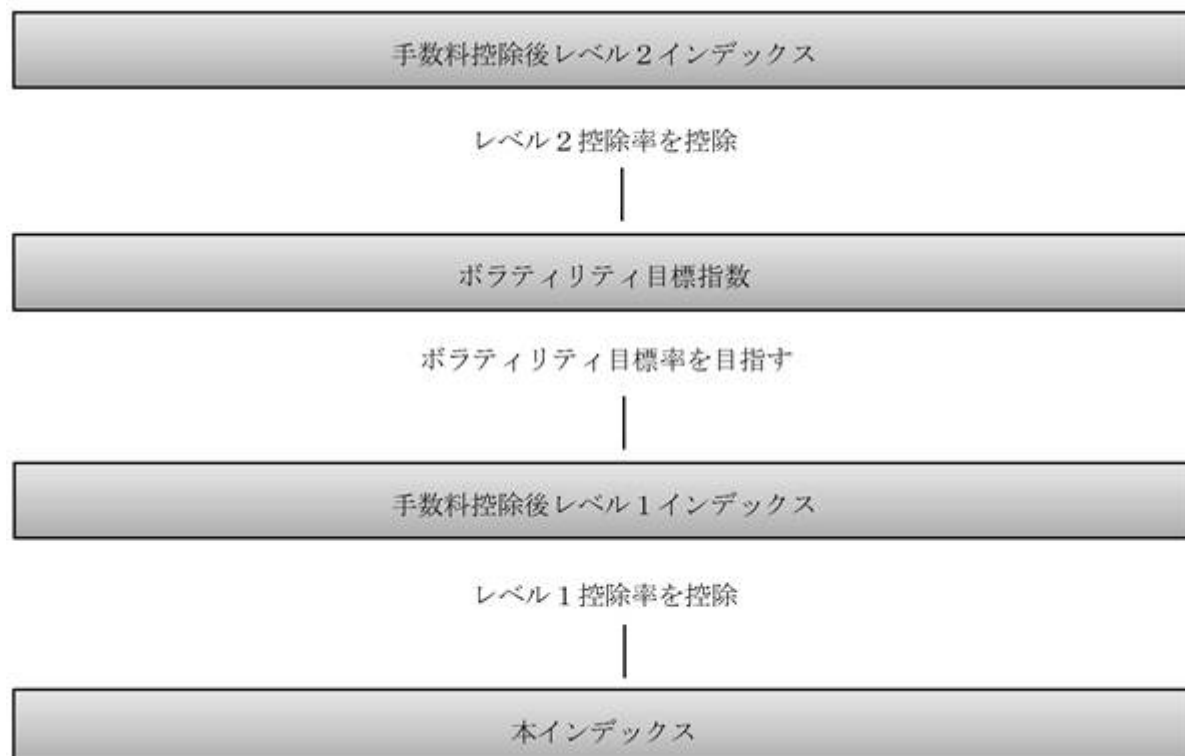 手数料控除後レベル2インデックス
レベル2控除率を控除
ボラティリティ目標指数
ボラティリティ目標率を目指す
手数料控除後レベル1インデックス
レベル1控除率を控除
本インデックス